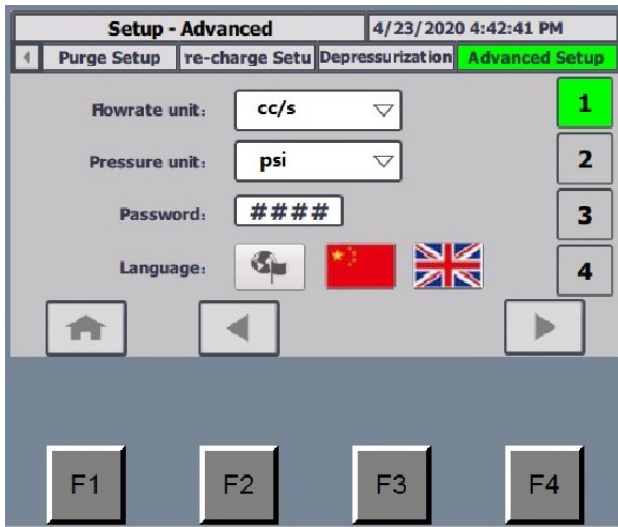 Setup - Advanced 4/23/2020 4:42:41 PM
Purge Setup re-charge Setu Depressurization Advanced Setup
Flowrate unit: cc/s 1
Pressure unit: psi 2
Password: #### 3
Language: 4
F1 F2 F3 F4